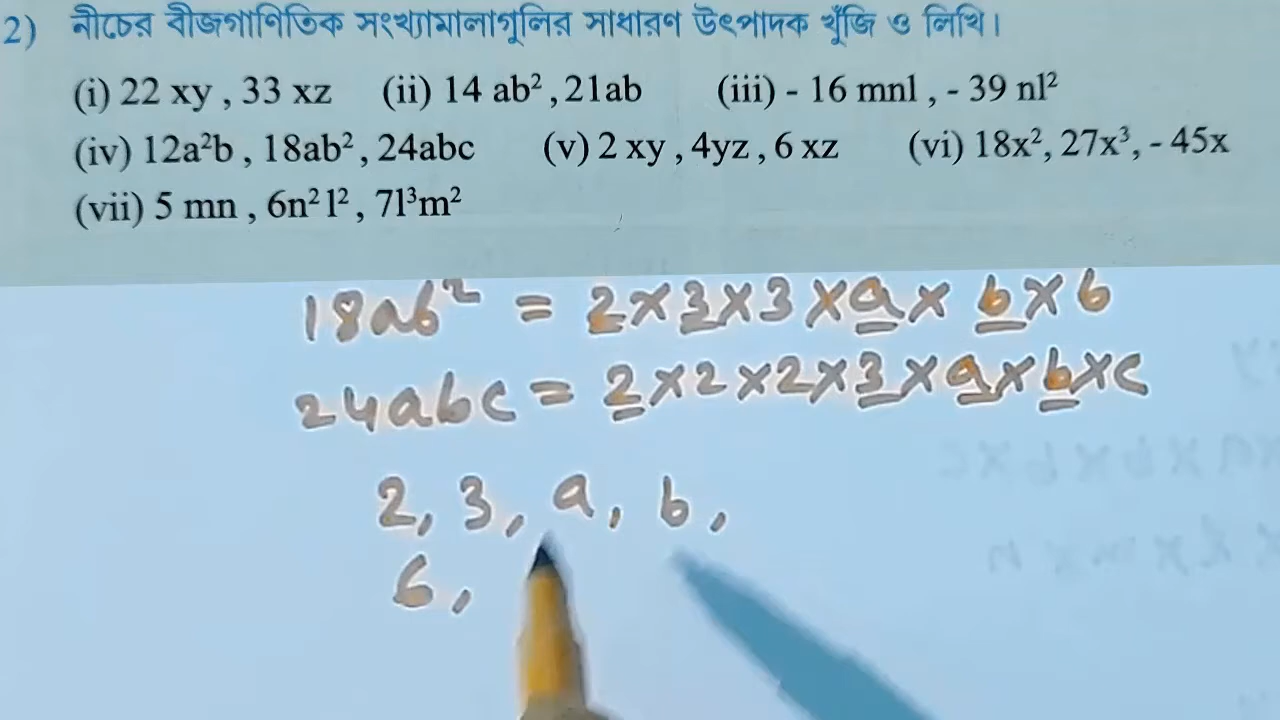 2) নীচের বীজগাণিতিক সংখ্যামালাগুলির সাধারণ উৎপাদক খুঁজি ও লিখি।
(i) 22 xy , 33 xz (ii) 14 ab² , 21ab (iii) - 16 mnl , - 39 nl²
(iv) 12a²b , 18ab² , 24abc (v) 2 xy , 4yz , 6 xz (vi) 18x², 27x³, - 45x
(vii) 5 mn , 6n² l² , 7l³m²
18ab² = 2×3×3×a×b×b
24abc = 2×2×2×3×a×b×c
2, 3, a, b,
6,